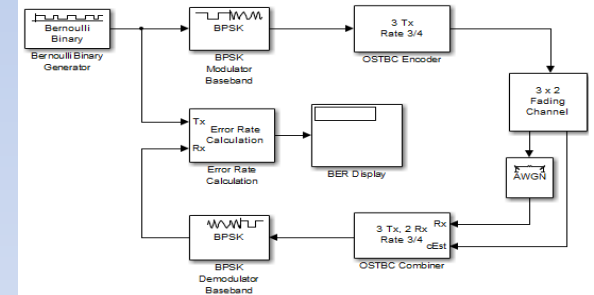 Bernoulli
Binary
Bernoulli Binary
Generator
BPSK
BPSK
Modulator
Baseband
3 Tx
Rate 3/4
OSTBC Encoder
3 x 2
Fading
Channel
Tx
Rx
Error Rate
Calculation
Error Rate
Calculation
BER Display
AWGN
3 Tx, 2 Rx
Rate 3/4
Rx
cEst
OSTBC Combiner
BPSK
BPSK
Demodulator
Baseband